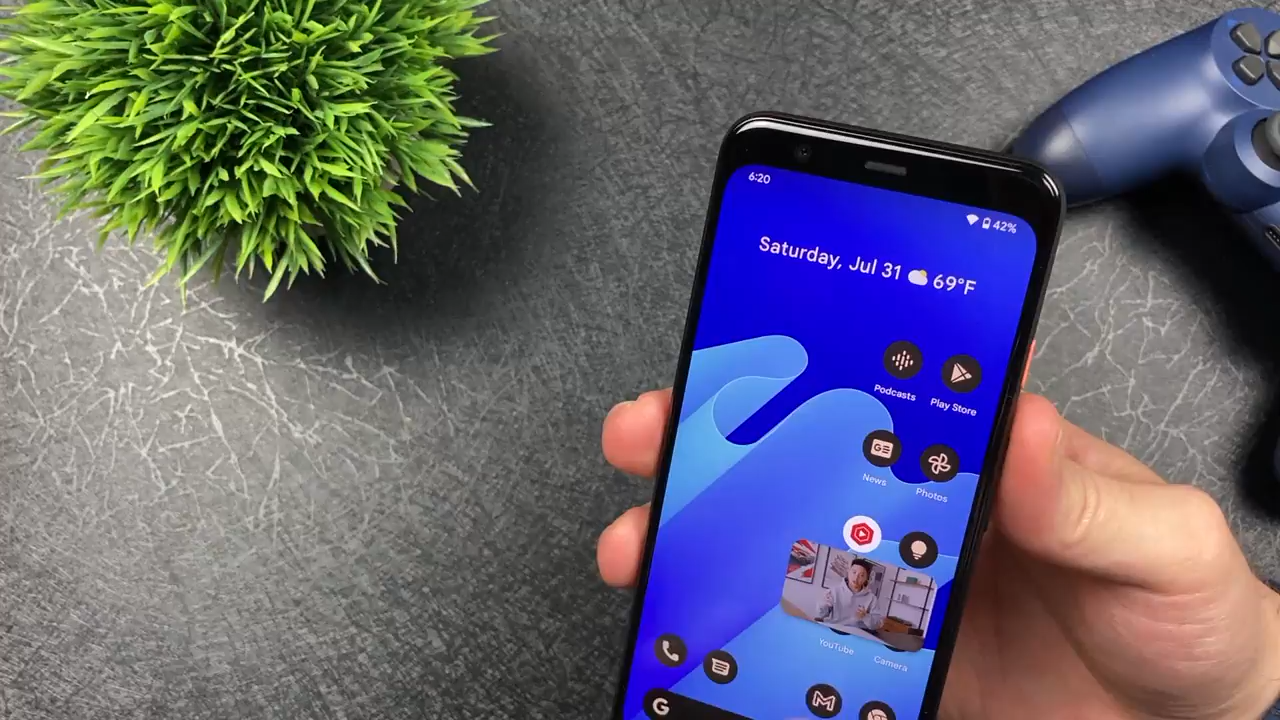 6:20
42%
Saturday, Jul 31 69°F
Podcasts
Play Store
News
Photos
YouTube
Camera
G